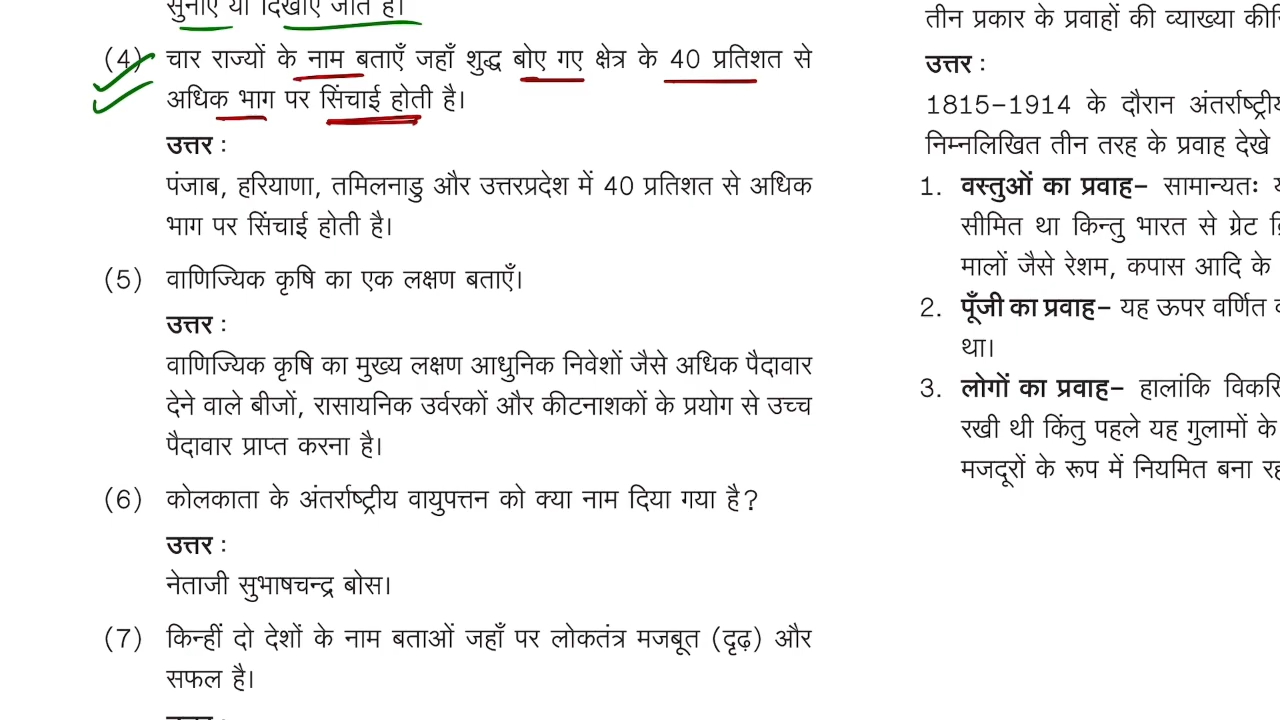 सुनाए या दिखाए जाते हैं।
(4) चार राज्यों के नाम बताएँ जहाँ शुद्ध बोए गए क्षेत्र के 40 प्रतिशत से
अधिक भाग पर सिंचाई होती है।
उत्तर :
पंजाब, हरियाणा, तमिलनाडु और उत्तरप्रदेश में 40 प्रतिशत से अधिक
भाग पर सिंचाई होती है।
(5) वाणिज्यिक कृषि का एक लक्षण बताएँ।
उत्तर :
वाणिज्यिक कृषि का मुख्य लक्षण आधुनिक निवेशों जैसे अधिक पैदावार
देने वाले बीजों, रासायनिक उर्वरकों और कीटनाशकों के प्रयोग से उच्च
पैदावार प्राप्त करना है।
(6) कोलकाता के अंतर्राष्ट्रीय वायुपत्तन को क्या नाम दिया गया है?
उत्तर :
नेताजी सुभाषचन्द्र बोस।
(7) किन्हीं दो देशों के नाम बताओं जहाँ पर लोकतंत्र मजबूत (दृढ़) और
सफल है।
उत्तर :
तीन प्रकार के प्रवाहों की व्याख्या
उत्तर :
1815-1914 के दौरान अंतर्राष्ट्रीय
निम्नलिखित तीन तरह के प्रवाह देखे
1. वस्तुओं का प्रवाह- सामान्यतः
सीमित था किन्तु भारत से ग्रेट
मालों जैसे रेशम, कपास आदि के
2. पूँजी का प्रवाह- यह ऊपर वर्णित
था।
3. लोगों का प्रवाह- हालांकि
रखी थी किंतु पहले यह गुलामों के
मजदूरों के रूप में नियमित बना